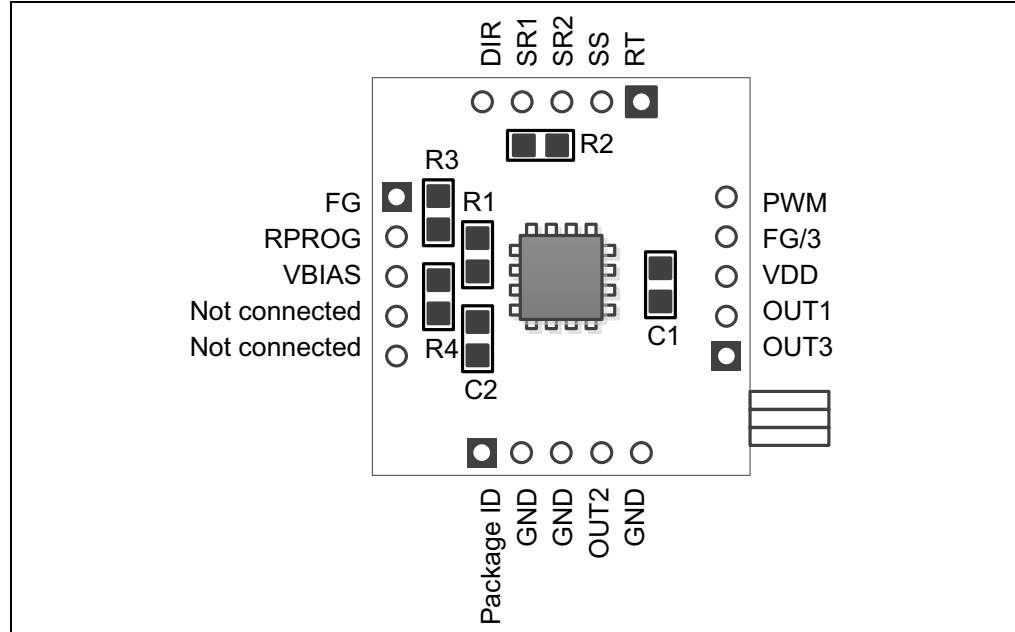 DIR
SR1
SR2
SS
RT
R2
R3
R1
FG
RPROG
VBIAS
Not connected
Not connected
R4
C2
C1
PWM
FG/3
VDD
OUT1
OUT3
Package ID
GND
GND
OUT2
GND